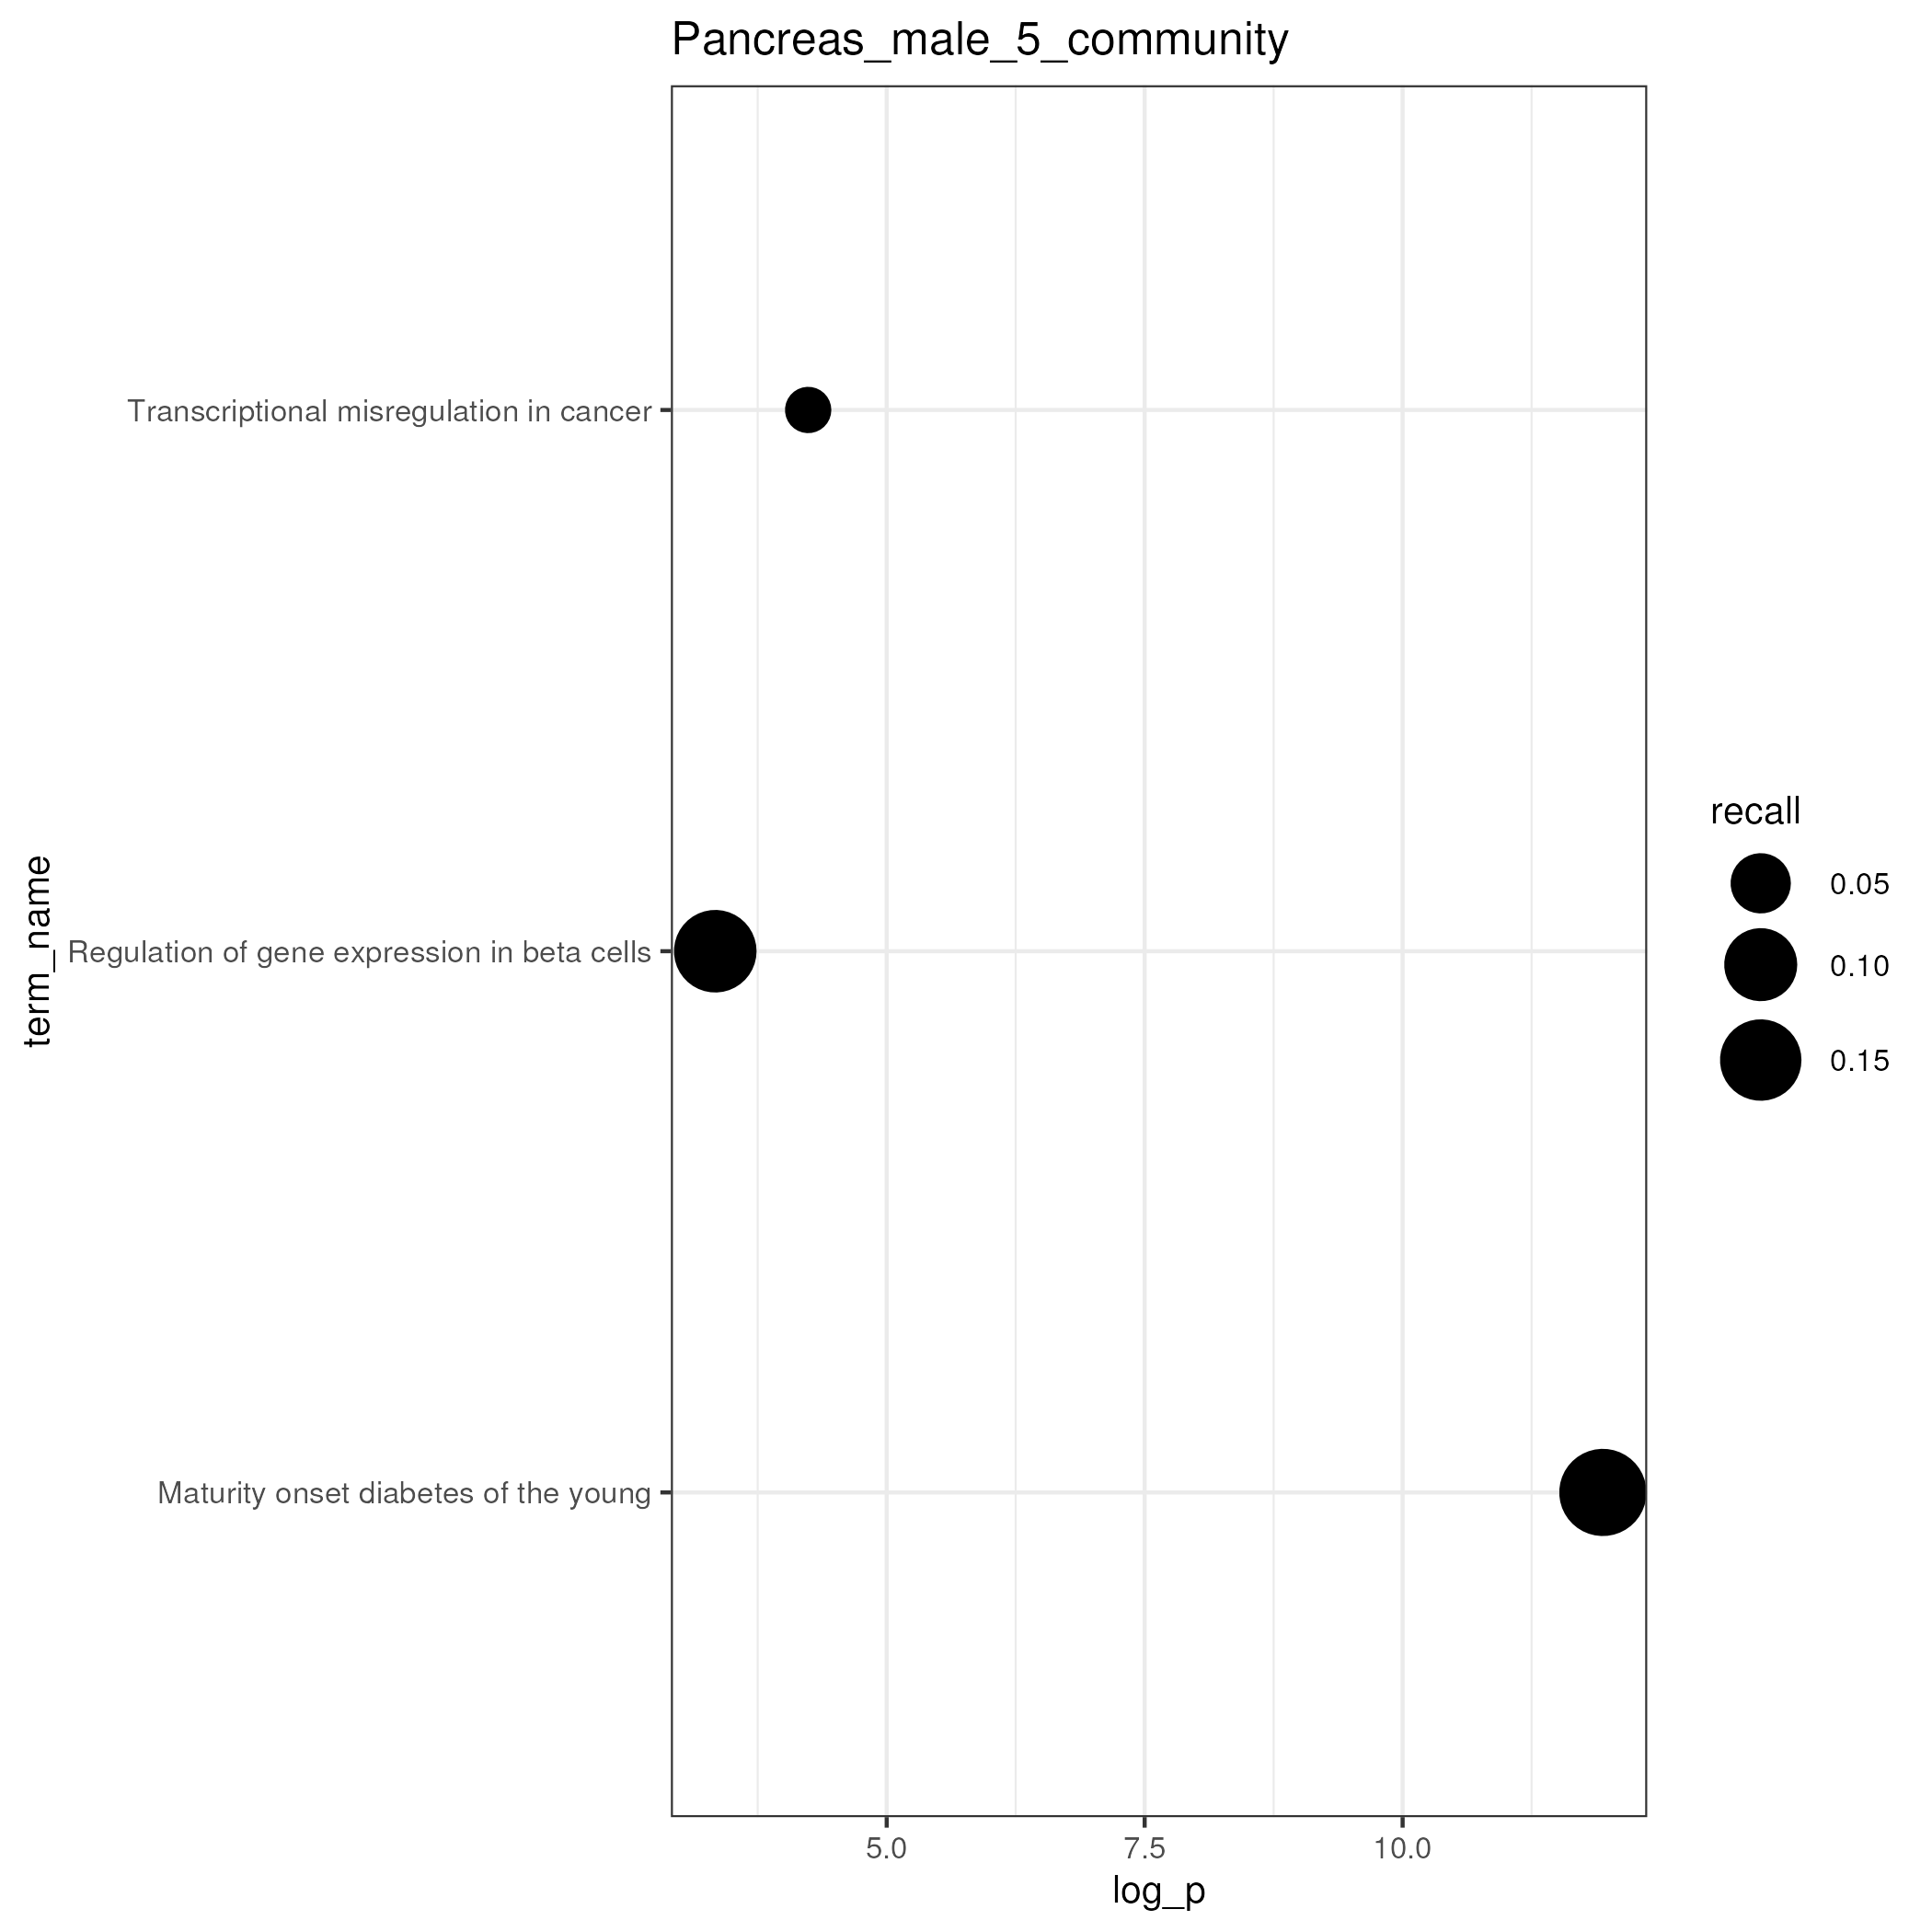 Pancreas_male_5_community
term_name
Transcriptional misregulation in cancer
Regulation of gene expression in beta cells
Maturity onset diabetes of the young
5.0
7.5
10.0
log_p
recall
0.05
0.10
0.15